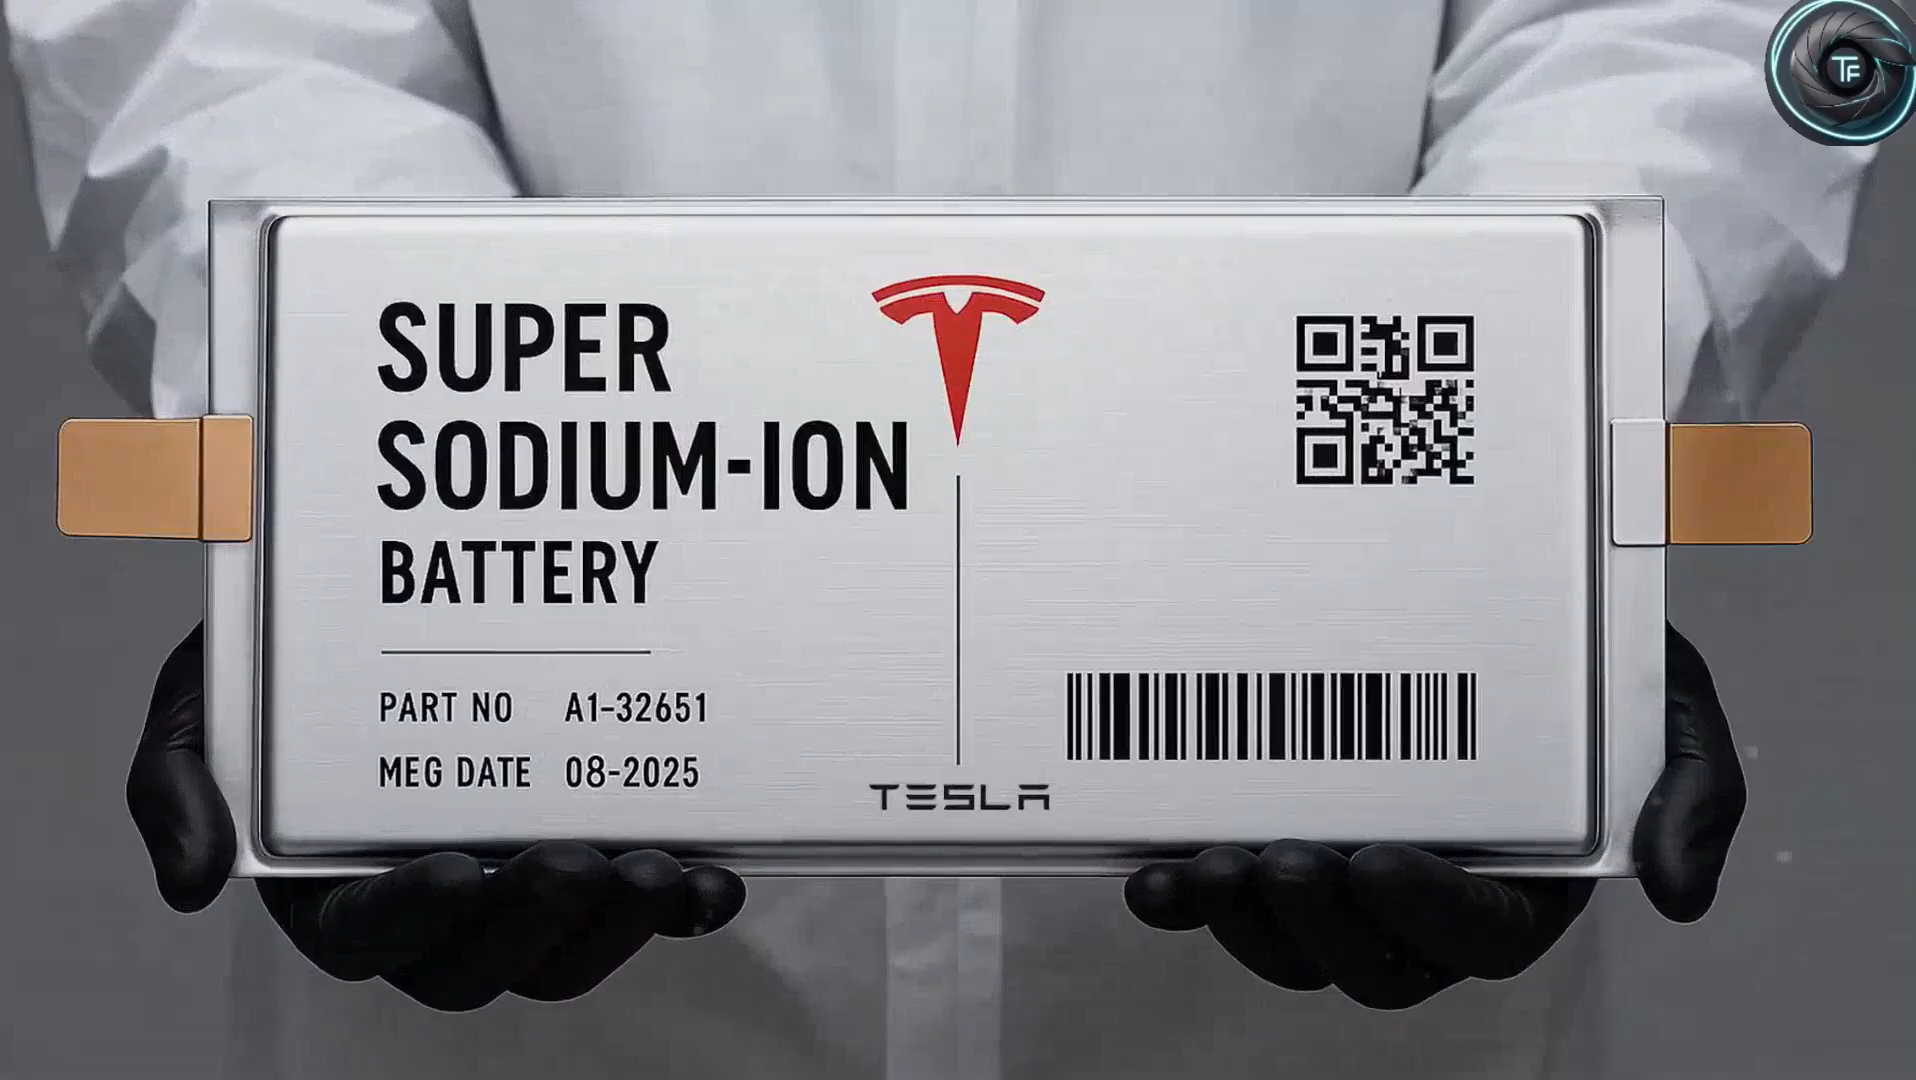 TF
SUPER
SODIUM-ION
BATTERY
PART NO A1-32651
MEG DATE 08-2025
TESLA